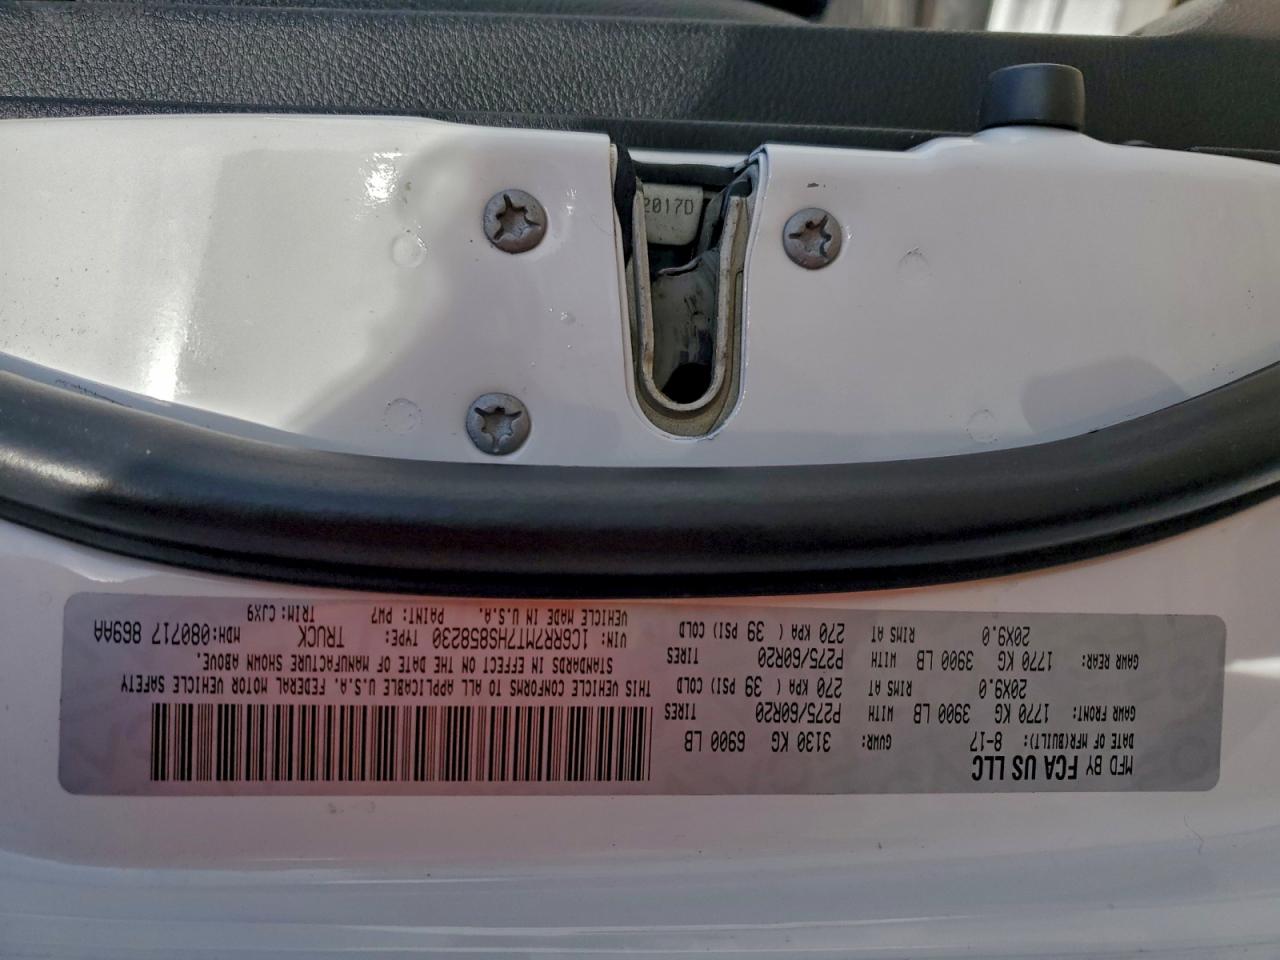 2017D
MFD BY FCA US LLC
DATE OF MFR(BUILT): 8-17 GVWR: 3130 KG 6900 LB
GAWR FRONT: 1770 KG 3900 LB WITH P275/60R20 TIRES
20X9.0 RIMS AT 270 KPA ( 39 PSI) COLD
GAWR REAR: 1770 KG 3900 LB WITH P275/60R20 TIRES
20X9.0 RIMS AT 270 KPA ( 39 PSI) COLD
THIS VEHICLE CONFORMS TO ALL APPLICABLE U.S.A. FEDERAL MOTOR VEHICLE SAFETY
STANDARDS IN EFFECT ON THE DATE OF MANUFACTURE SHOWN ABOVE.
VIN: 1C6RR7MT7HS858230 TYPE: TRUCK MDH: 080717 869AA
VEHICLE MADE IN U.S.A. PAINT: PW7 TRIM: CJX9